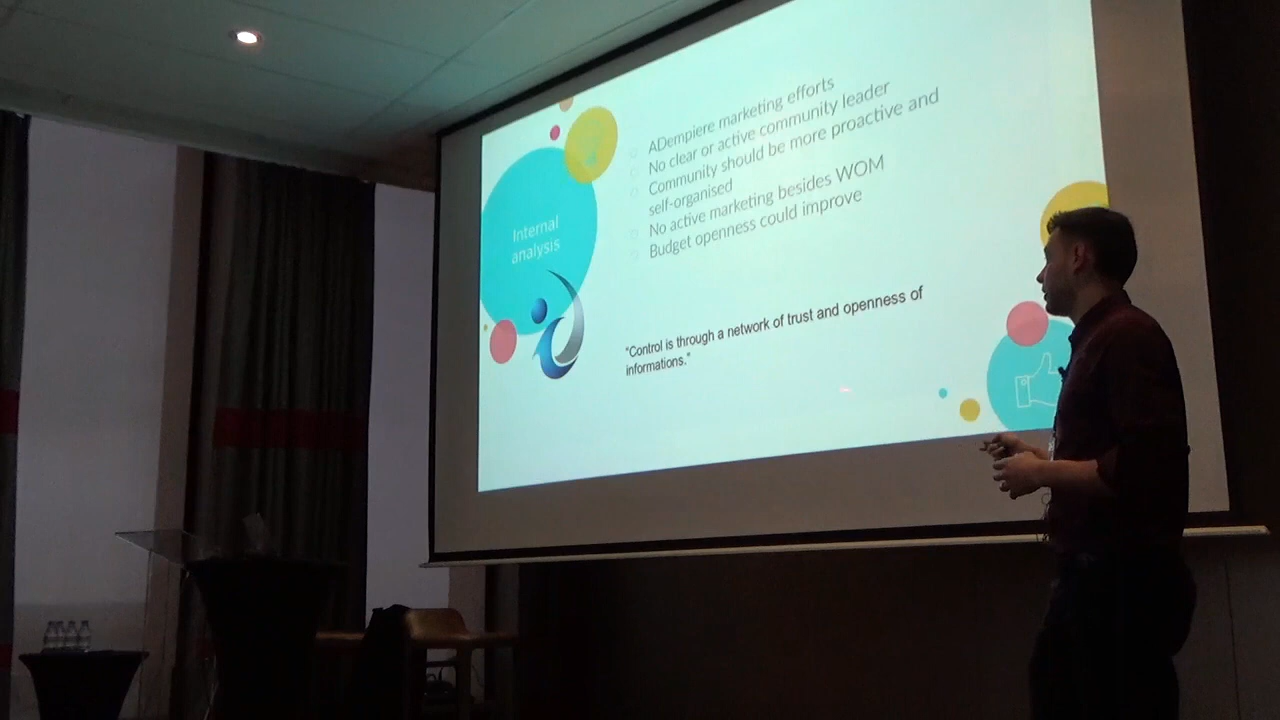 Internal
analysis
ADempiere marketing efforts
No clear or active community leader
Community should be more proactive and
self-organised
No active marketing besides WOM
Budget openness could improve
"Control is through a network of trust and openness of
informations."